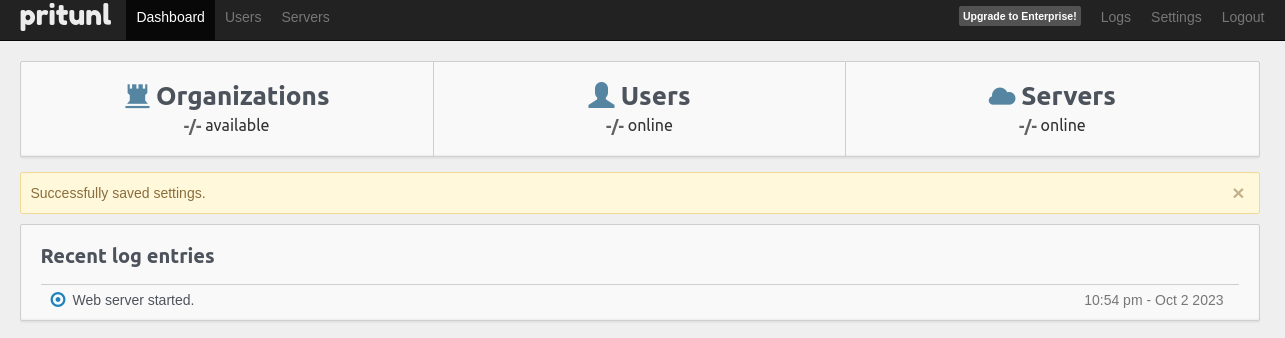 pritunl Dashboard Users Servers Upgrade to Enterprise! Logs Settings Logout
Organizations Users Servers
-/- available -/- online -/- online
Successfully saved settings. ×
Recent log entries
Web server started. 10:54 pm - Oct 2 2023